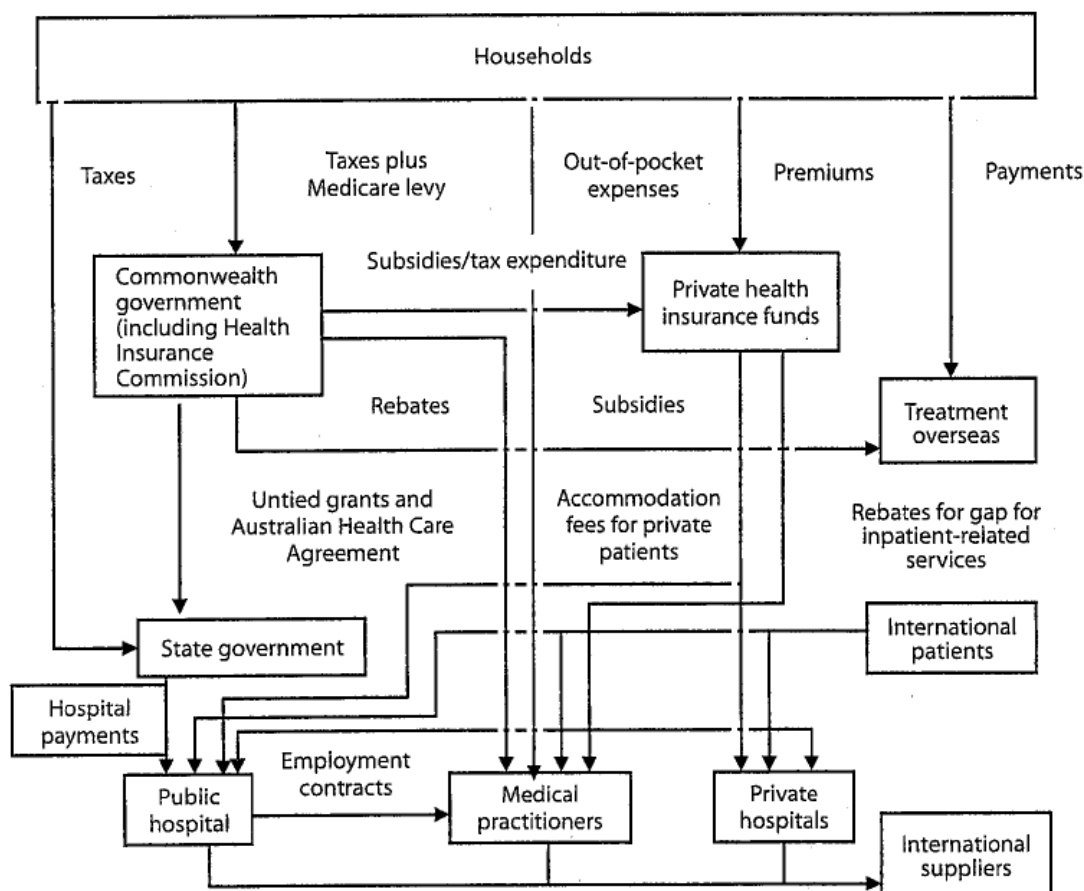 Households
Taxes
Taxes plus
Medicare levy
Out-of-pocket
expenses
Premiums
Payments
Subsidies/tax expenditure
Commonwealth
government
(including Health
Insurance
Commission)
Private health
insurance funds
Rebates
Subsidies
Treatment
overseas
Untied grants and
Australian Health Care
Agreement
Accommodation
fees for private
patients
Rebates for gap for
inpatient-related
services
State government
International
patients
Hospital
payments
Employment
contracts
Public
hospital
Medical
practitioners
Private
hospitals
International
suppliers